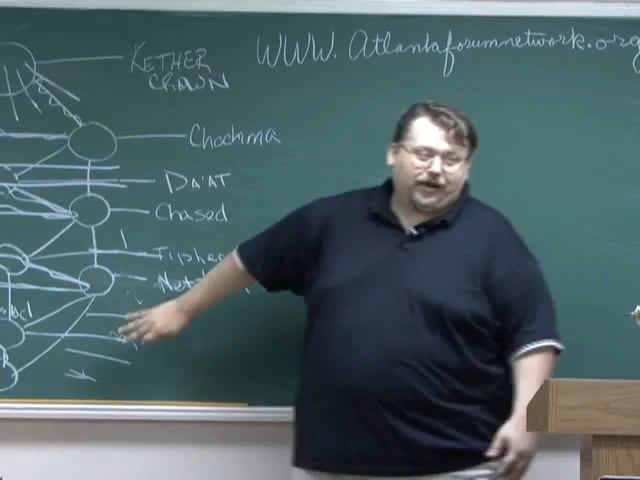 WWW.Atlantaforumnetwork.org
KETHER
CROWN
Chochma
DA'AT
Chased